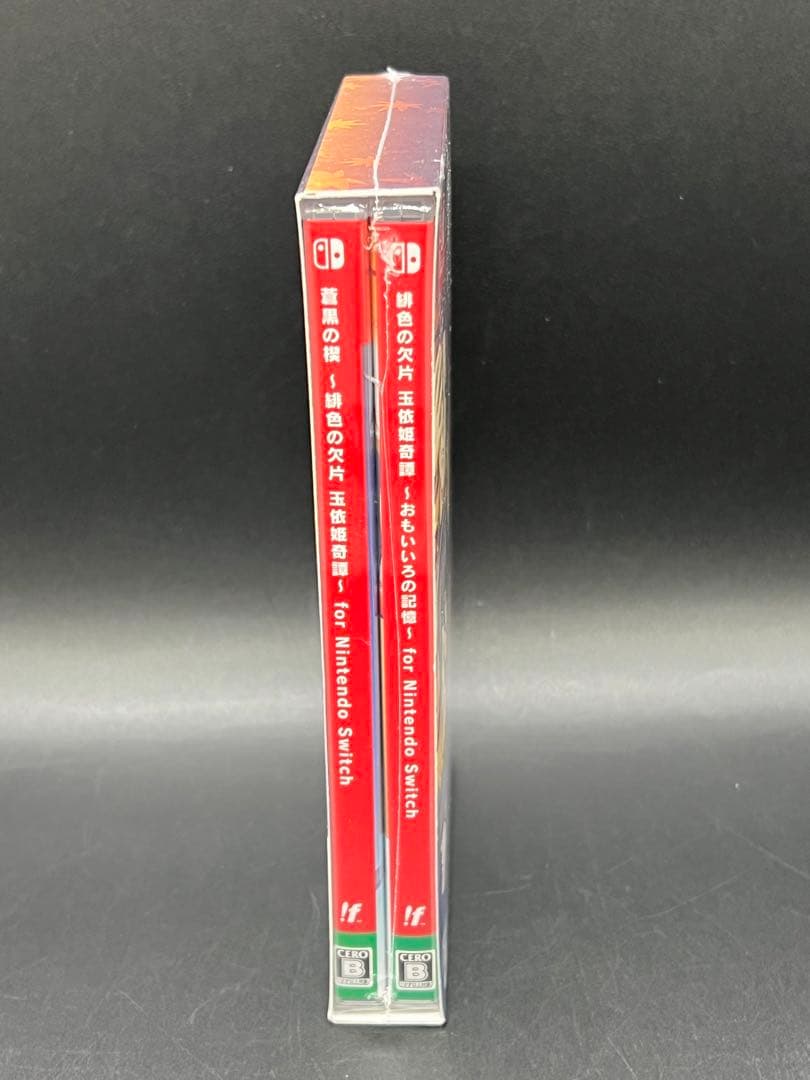 蒼黒の楔 ～緋色の欠片 玉依姫奇譚～ for Nintendo Switch
!f
CERO
B
緋色の欠片 玉依姫奇譚 ～おもいいろの記憶～ for Nintendo Switch
!f
CERO
B